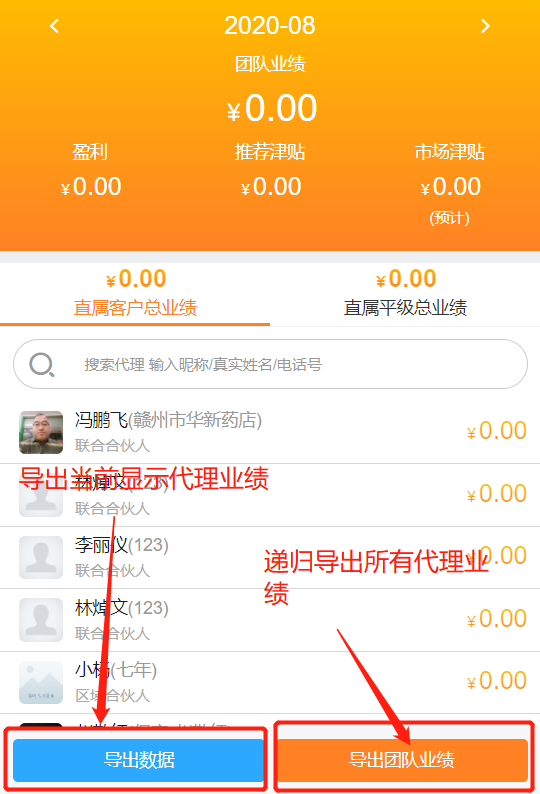 2020-08
团队业绩
¥0.00
盈利 推荐津贴 市场津贴
¥0.00 ¥0.00 ¥0.00
(预计)
¥0.00 ¥0.00
直属客户总业绩 直属平级总业绩
搜索代理 输入昵称/真实姓名/电话号
冯鹏飞(赣州市华新药店) ¥0.00
联合合伙人
导出当前显示代理业绩
林焯文(123) ¥0.00
联合合伙人
李丽仪(123) ¥0.00
联合合伙人
递归导出所有代理业
绩
林焯文(123) ¥0.00
联合合伙人
小杨(七年) ¥0.00
区域合伙人
导出数据 导出团队业绩